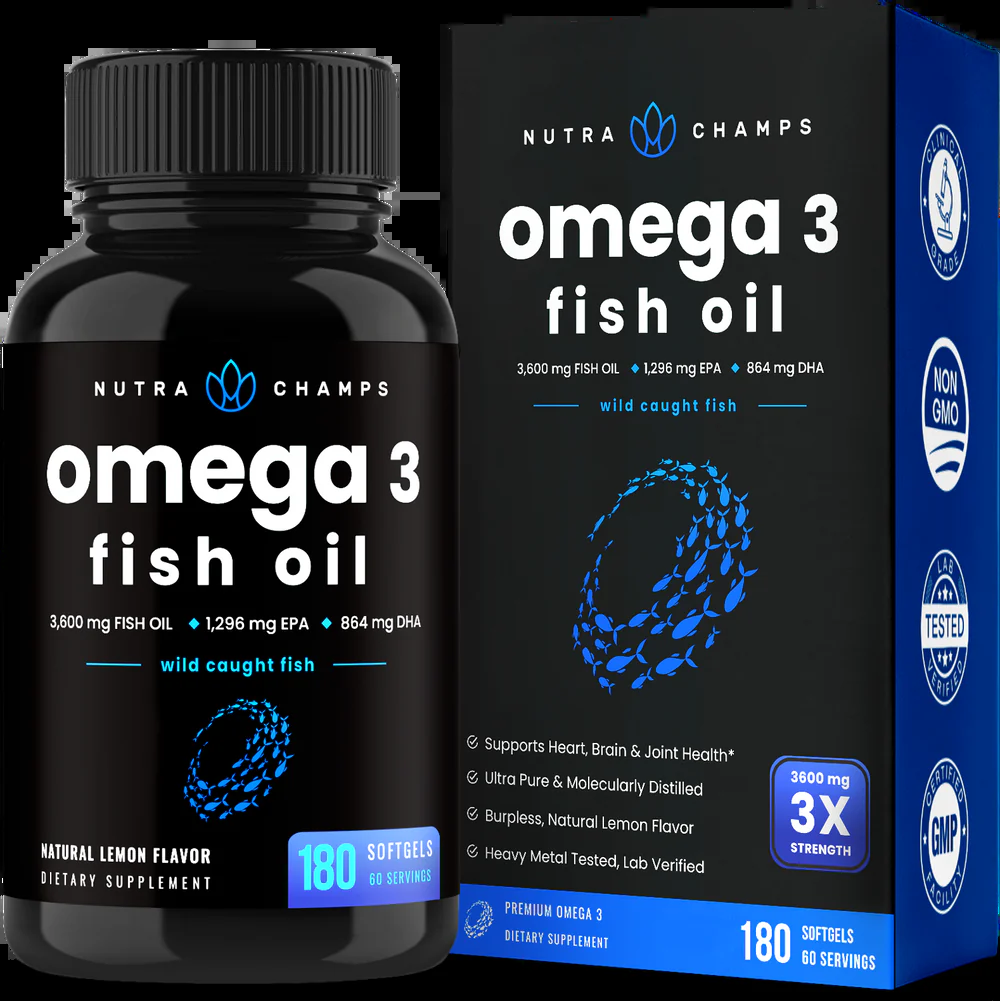 NUTRA CHAMPS
omega 3
fish oil
3,600 mg FISH OIL ◆ 1,296 mg EPA ◆ 864 mg DHA
wild caught fish
NATURAL LEMON FLAVOR
DIETARY SUPPLEMENT
180 SOFTGELS
60 SERVINGS
NUTRA CHAMPS
omega 3
fish oil
3,600 mg FISH OIL ◆ 1,296 mg EPA ◆ 864 mg DHA
wild caught fish
Supports Heart, Brain & Joint Health*
Ultra Pure & Molecularly Distilled
Burpless, Natural Lemon Flavor
Heavy Metal Tested, Lab Verified
3600 mg
3X
STRENGTH
PREMIUM OMEGA 3
DIETARY SUPPLEMENT
180 SOFTGELS
60 SERVINGS
CLINICAL
GRADE
NON
GMO
LAB
TESTED
VERIFIED
CERTIFIED
GMP
FACILITY